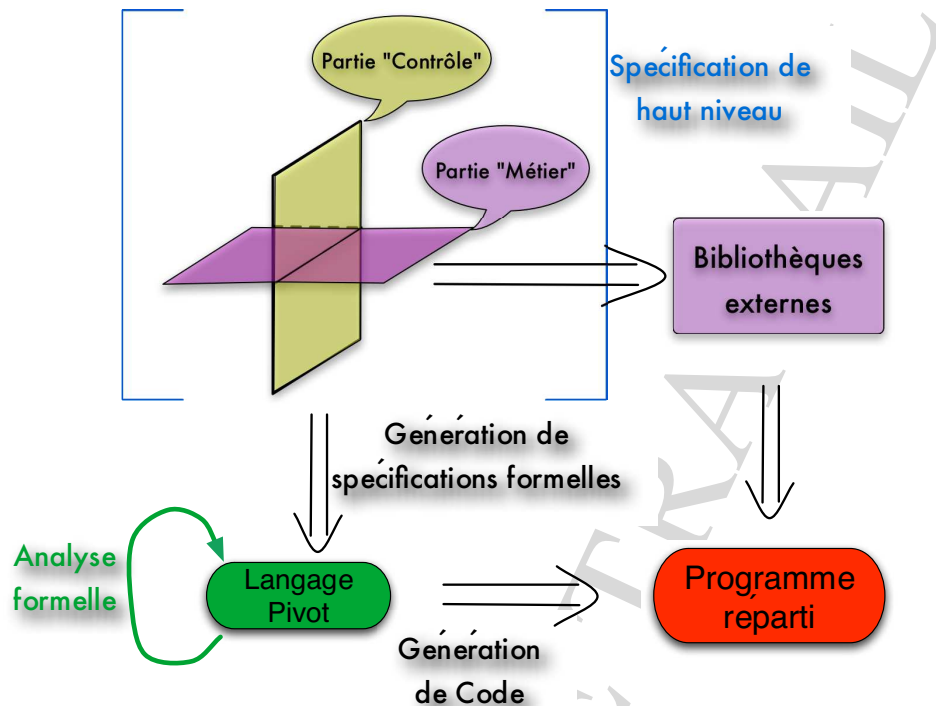 Partie "Contrôle"
Spécification de
haut niveau
Partie "Métier"
Bibliothèques
externes
Génération de
spécifications formelles
Analyse
formelle
Langage
Pivot
Programme
réparti
Génération
de Code
TRAVAIL